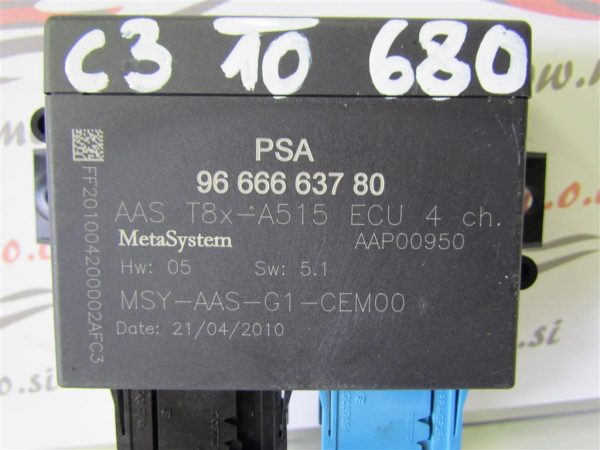 C3 10 680
PSA
96 666 637 80
AAS T8x-A515 ECU 4 ch.
MetaSystem AAP00950
Hw: 05 Sw: 5.1
MSY-AAS-G1-CEM00
Date: 21/04/2010
FF201004200002AFC3
o.si